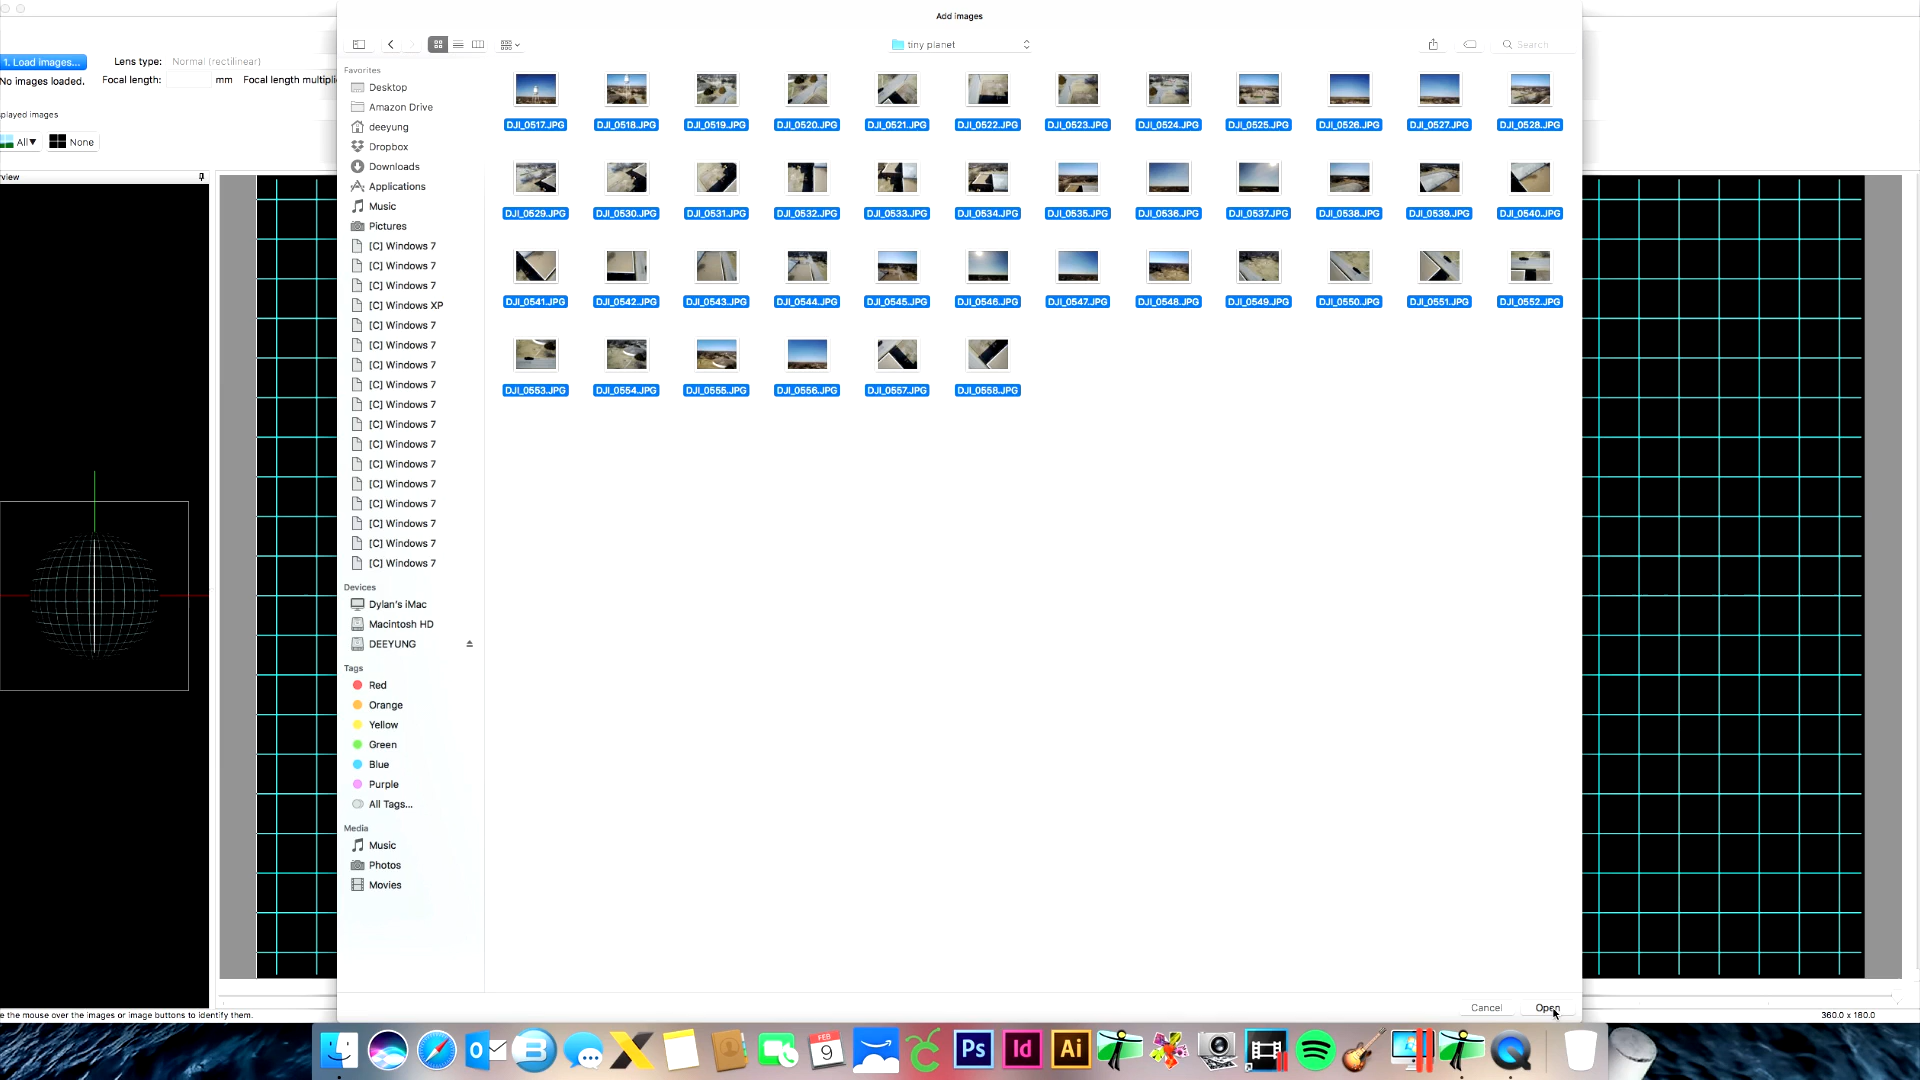 Add images
1. Load images...
Lens type:
Normal (rectilinear)
No images loaded.
Focal length:
mm
Focal length multipli
played images
All▾
None
view
tiny planet
Search
Favorites
Desktop
Amazon Drive
deeyung
Dropbox
Downloads
Applications
Music
Pictures
[C] Windows 7
[C] Windows 7
[C] Windows 7
[C] Windows XP
[C] Windows 7
[C] Windows 7
[C] Windows 7
[C] Windows 7
[C] Windows 7
[C] Windows 7
[C] Windows 7
[C] Windows 7
[C] Windows 7
[C] Windows 7
[C] Windows 7
[C] Windows 7
[C] Windows 7
Devices
Dylan's iMac
Macintosh HD
DEEYUNG
Tags
Red
Orange
Yellow
Green
Blue
Purple
All Tags...
Media
Music
Photos
Movies
DJI_0517.JPG DJI_0518.JPG DJI_0519.JPG DJI_0520.JPG DJI_0521.JPG DJI_0522.JPG DJI_0523.JPG DJI_0524.JPG DJI_0525.JPG DJI_0526.JPG DJI_0527.JPG DJI_0528.JPG
DJI_0529.JPG DJI_0530.JPG DJI_0531.JPG DJI_0532.JPG DJI_0533.JPG DJI_0534.JPG DJI_0535.JPG DJI_0536.JPG DJI_0537.JPG DJI_0538.JPG DJI_0539.JPG DJI_0540.JPG
DJI_0541.JPG DJI_0542.JPG DJI_0543.JPG DJI_0544.JPG DJI_0545.JPG DJI_0546.JPG DJI_0547.JPG DJI_0548.JPG DJI_0549.JPG DJI_0550.JPG DJI_0551.JPG DJI_0552.JPG
DJI_0553.JPG DJI_0554.JPG DJI_0555.JPG DJI_0556.JPG DJI_0557.JPG DJI_0558.JPG
Cancel
Open
e the mouse over the images or image buttons to identify them.
360.0 x 180.0
FEB
9
Ps
Id
Ai